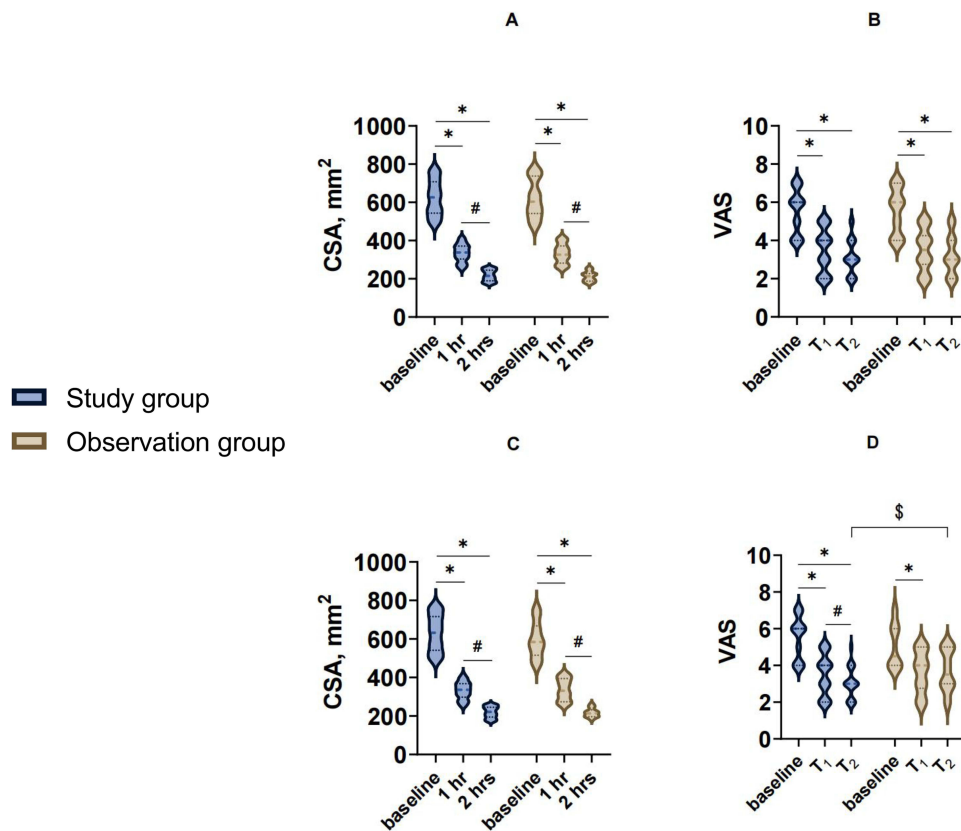 A
B
* * * * # #
1000
800
600
400
200
0
CSA, mm²
baseline 1 hr 2 hrs baseline 1 hr 2 hrs
* * * *
10
8
6
4
2
0
VAS
baseline T₁ T₂ baseline T₁ T₂
Study group
Observation group
C
D
* * * * # #
1000
800
600
400
200
0
CSA, mm²
baseline 1 hr 2 hrs baseline 1 hr 2 hrs
$
* * # *
10
8
6
4
2
0
VAS
baseline T₁ T₂ baseline T₁ T₂